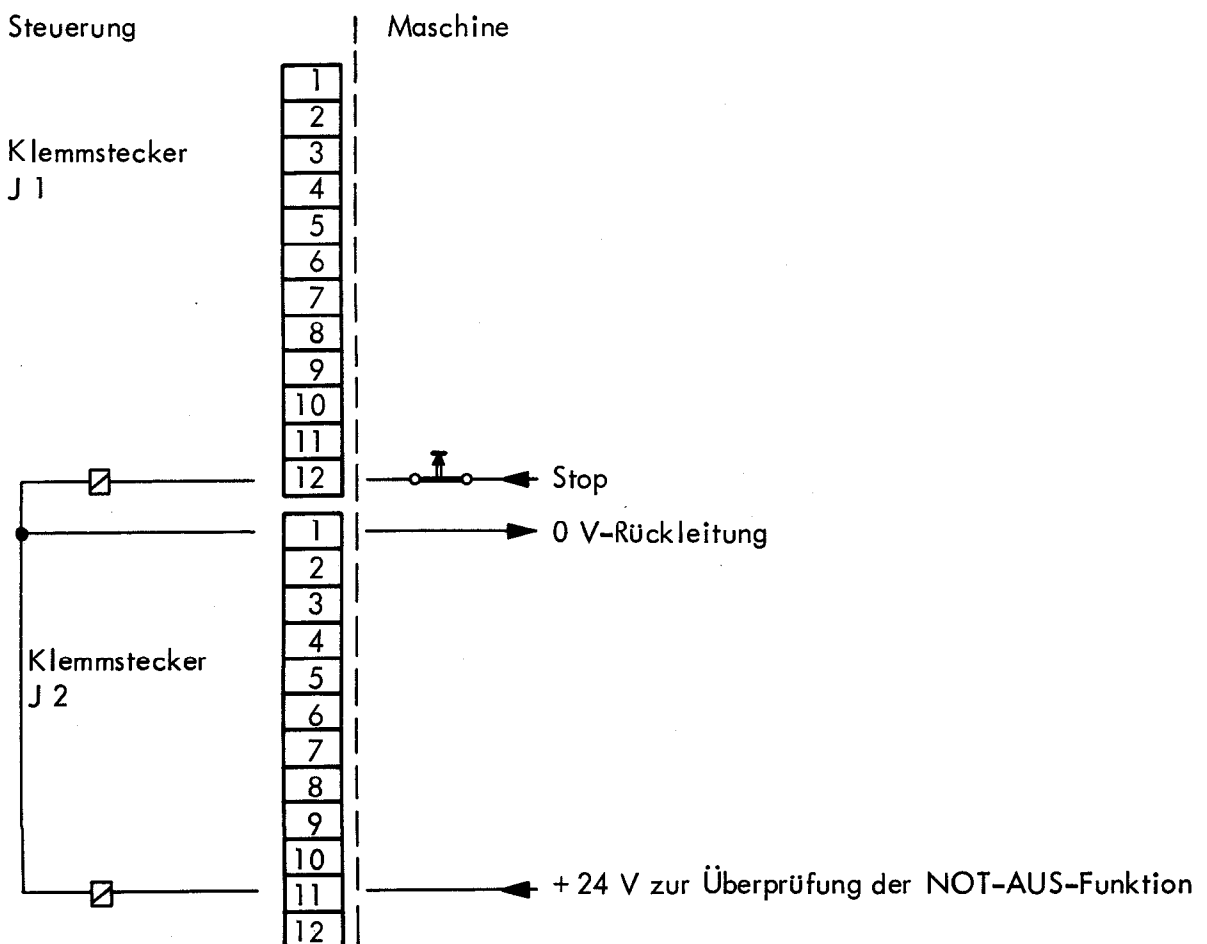 Steuerung Maschine
1
2
Klemmstecker 3
J 1 4
5
6
7
8
9
10
11
12 Stop
1 0 V-Rückleitung
2
3
4
Klemmstecker 5
J 2 6
7
8
9
10
11 + 24 V zur Überprüfung der NOT-AUS-Funktion
12